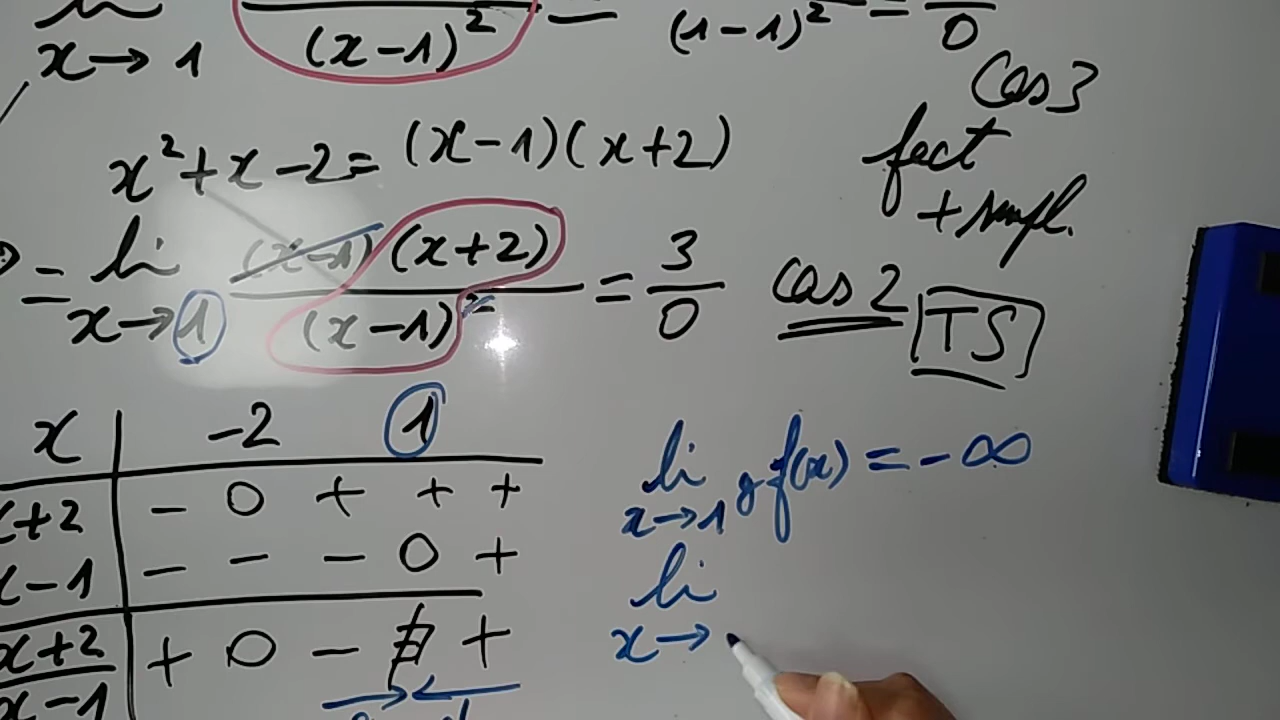 x→1 (x-1)² = (1-1)² = 0
Cas 3
x²+x-2=(x-1)(x+2)
fact
+ simpl.
= li (x-1)(x+2) = 3
x→1 (x-1)² 0
cas 2 TS
x -2 1
x+2 - 0 + + +
x-1 - - - 0 +
x+2 + 0 - +
x-1
li f(x) = -∞
x→1
li
x→